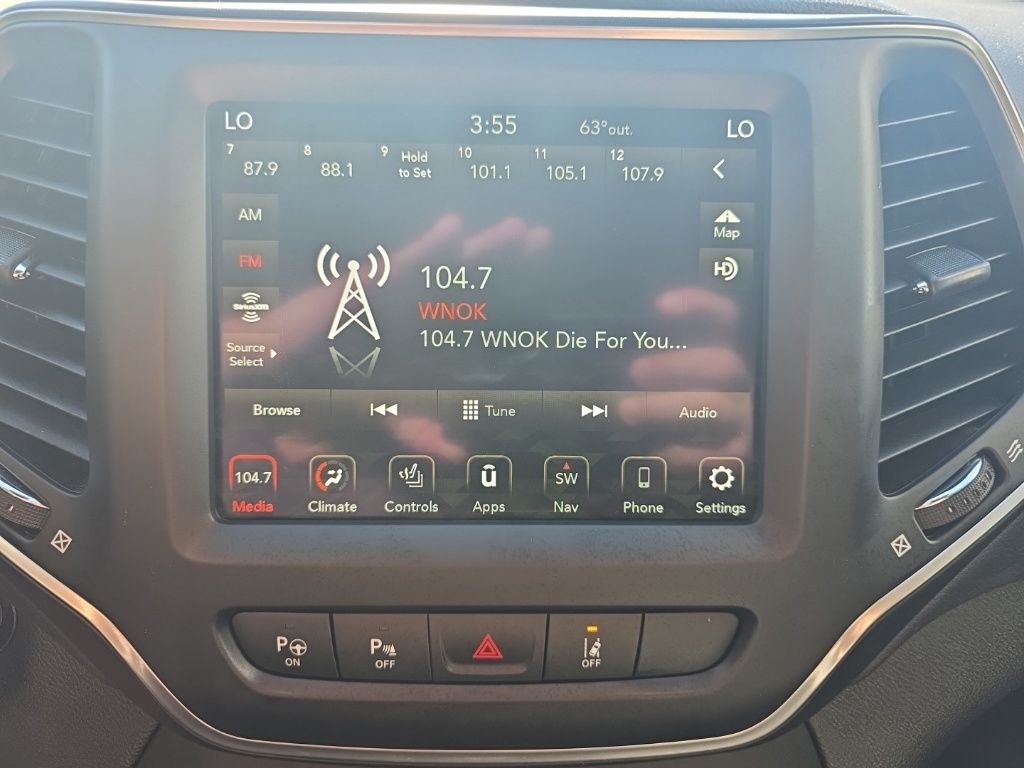 LO 3:55 63°out. LO
7 8 9 Hold 10 11 12
87.9 88.1 to Set 101.1 105.1 107.9
AM
Map
FM
HD
104.7
WNOK
SiriusXM
104.7 WNOK Die For You...
Source
Select
Browse Tune Audio
104.7 û SW
Media Climate Controls Apps Nav Phone Settings
P P
ON OFF OFF